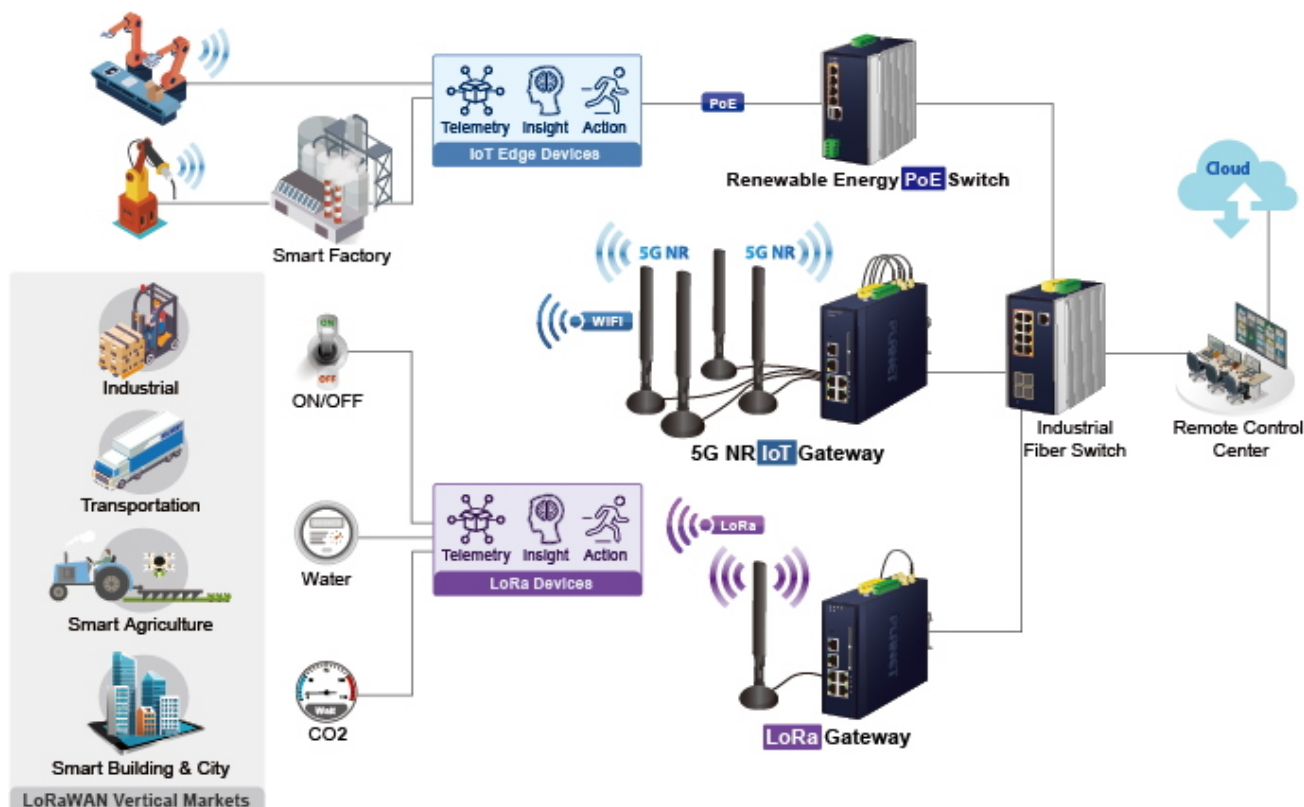 Telemetry Insight Action
IoT Edge Devices
PoE
Renewable Energy PoE Switch
Cloud
Smart Factory
5G NR
5G NR
WIFI
PLANET
5G NR IoT Gateway
Industrial
Fiber Switch
Remote Control
Center
Industrial
Transportation
Smart Agriculture
Smart Building & City
LoRaWAN Vertical Markets
ON
OFF
ON/OFF
Water
Watt
CO2
Telemetry Insight Action
LoRa Devices
LoRa
PLANET
LoRa Gateway